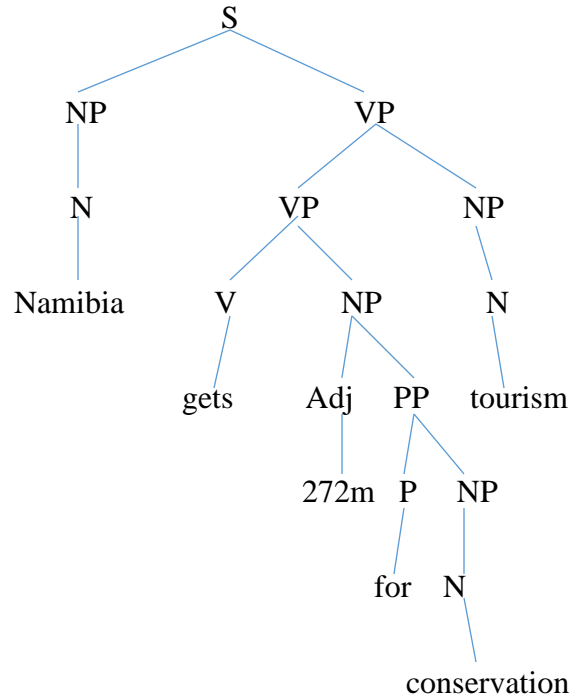 S
NP VP
N VP NP
Namibia V NP N
gets Adj PP tourism
272m P NP
for N
conservation